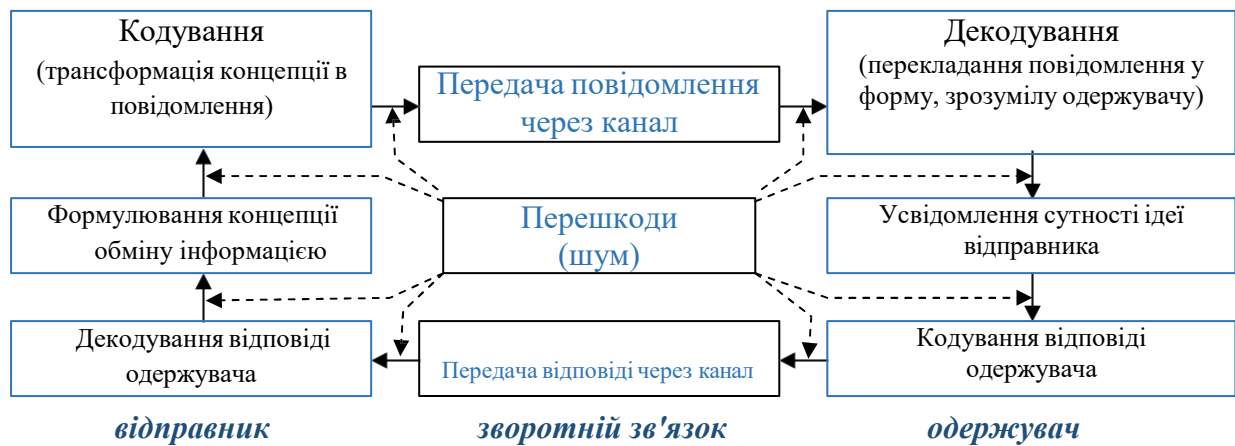 Кодування
(трансформація концепції в
повідомлення)
Передача повідомлення
через канал
Декодування
(перекладання повідомлення у
форму, зрозумілу одержувачу)
Формулювання концепції
обміну інформацією
Перешкоди
(шум)
Усвідомлення сутності ідеї
відправника
Декодування відповіді
одержувача
Передача відповіді через канал
Кодування відповіді
одержувача
відправник
зворотній зв'язок
одержувач